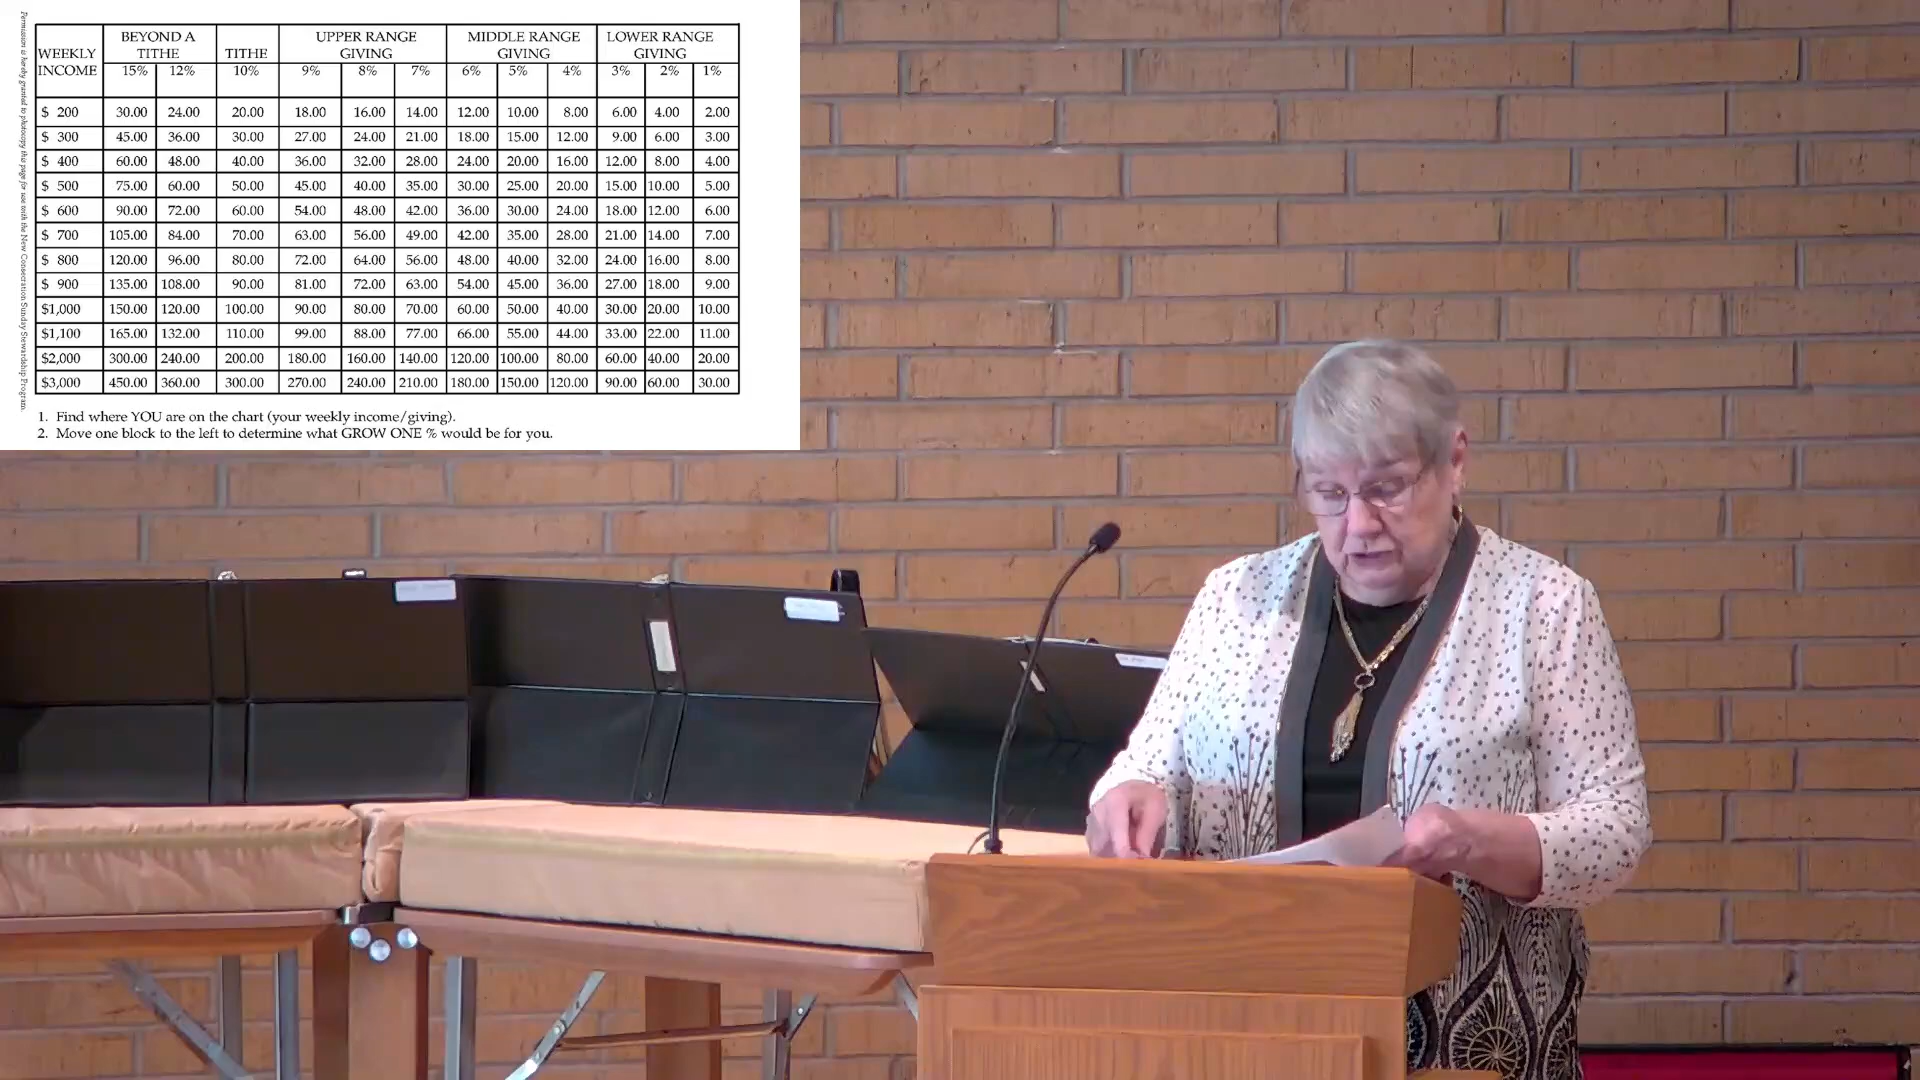 Permission is hereby granted to photocopy this page for use with the New Consecration Sunday Stewardship Program.
BEYOND A UPPER RANGE MIDDLE RANGE LOWER RANGE
WEEKLY TITHE TITHE GIVING GIVING GIVING
INCOME 15% 12% 10% 9% 8% 7% 6% 5% 4% 3% 2% 1%
$ 200 30.00 24.00 20.00 18.00 16.00 14.00 12.00 10.00 8.00 6.00 4.00 2.00
$ 300 45.00 36.00 30.00 27.00 24.00 21.00 18.00 15.00 12.00 9.00 6.00 3.00
$ 400 60.00 48.00 40.00 36.00 32.00 28.00 24.00 20.00 16.00 12.00 8.00 4.00
$ 500 75.00 60.00 50.00 45.00 40.00 35.00 30.00 25.00 20.00 15.00 10.00 5.00
$ 600 90.00 72.00 60.00 54.00 48.00 42.00 36.00 30.00 24.00 18.00 12.00 6.00
$ 700 105.00 84.00 70.00 63.00 56.00 49.00 42.00 35.00 28.00 21.00 14.00 7.00
$ 800 120.00 96.00 80.00 72.00 64.00 56.00 48.00 40.00 32.00 24.00 16.00 8.00
$ 900 135.00 108.00 90.00 81.00 72.00 63.00 54.00 45.00 36.00 27.00 18.00 9.00
$1,000 150.00 120.00 100.00 90.00 80.00 70.00 60.00 50.00 40.00 30.00 20.00 10.00
$1,100 165.00 132.00 110.00 99.00 88.00 77.00 66.00 55.00 44.00 33.00 22.00 11.00
$2,000 300.00 240.00 200.00 180.00 160.00 140.00 120.00 100.00 80.00 60.00 40.00 20.00
$3,000 450.00 360.00 300.00 270.00 240.00 210.00 180.00 150.00 120.00 90.00 60.00 30.00
1. Find where YOU are on the chart (your weekly income/giving).
2. Move one block to the left to determine what GROW ONE % would be for you.